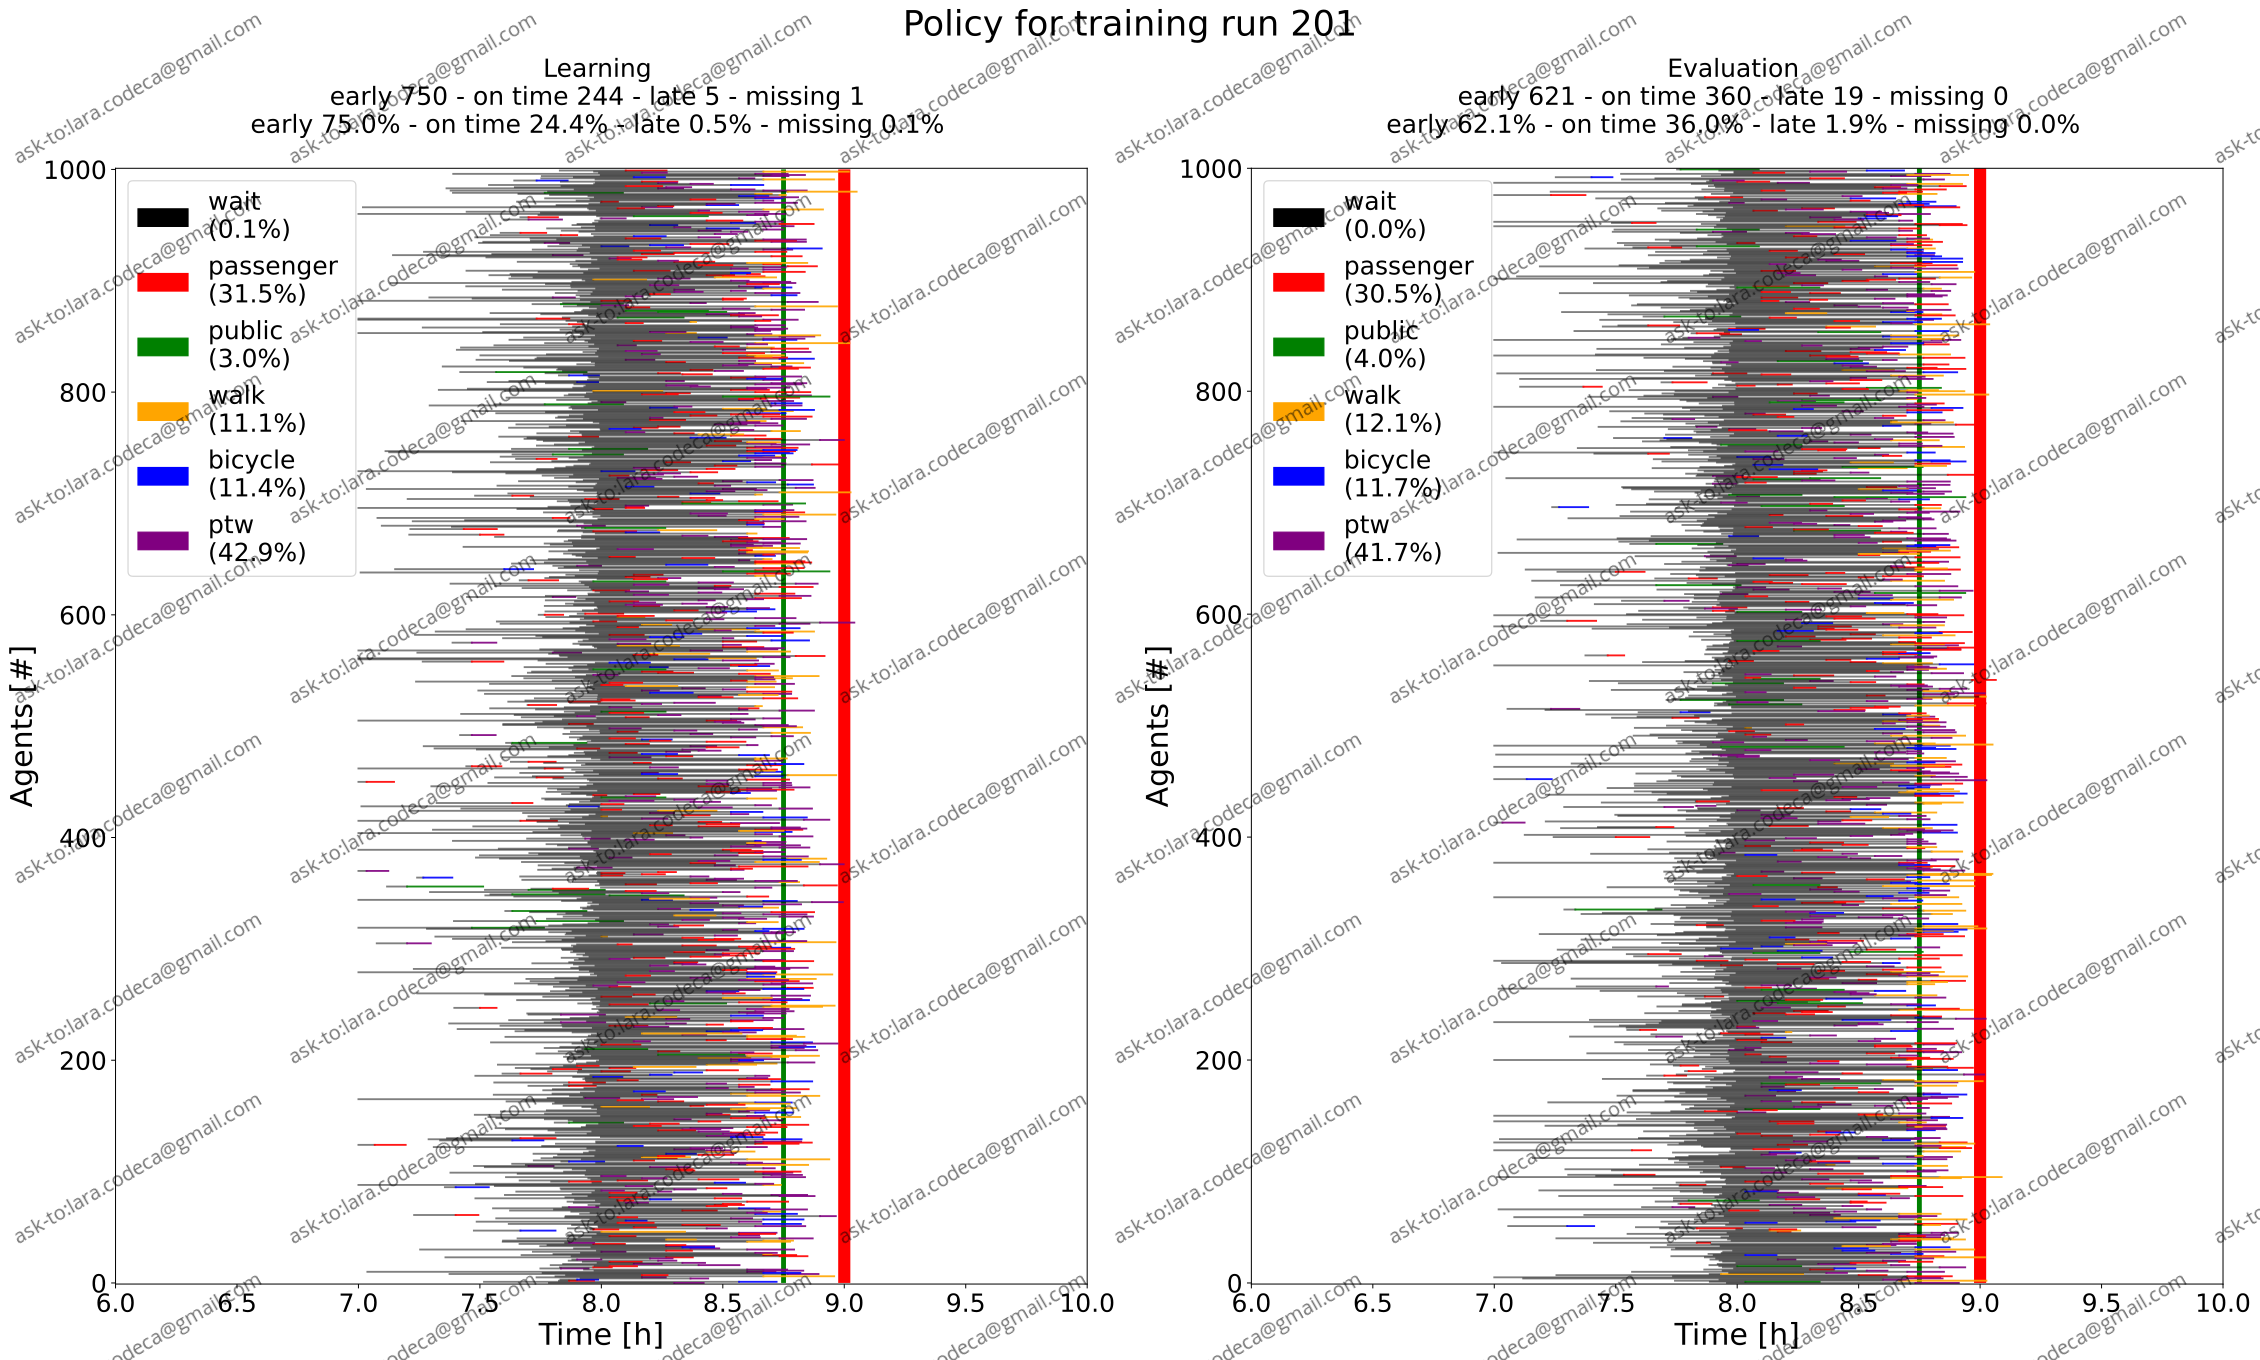 Policy for training run 201
Learning
early 750 - on time 244 - late 5 - missing 1
early 75.0% - on time 24.4% - late 0.5% - missing 0.1%
1000
800
600
400
200
0
Agents [#]
wait
(0.1%)
passenger
(31.5%)
public
(3.0%)
walk
(11.1%)
bicycle
(11.4%)
ptw
(42.9%)
6.0 6.5 7.0 7.5 8.0 8.5 9.0 9.5 10.0
Time [h]
Evaluation
early 621 - on time 360 - late 19 - missing 0
early 62.1% - on time 36.0% - late 1.9% - missing 0.0%
1000
800
600
400
200
0
Agents [#]
wait
(0.0%)
passenger
(30.5%)
public
(4.0%)
walk
(12.1%)
bicycle
(11.7%)
ptw
(41.7%)
6.0 6.5 7.0 7.5 8.0 8.5 9.0 9.5 10.0
Time [h]
ask-to:lara.codeca@gmail.com